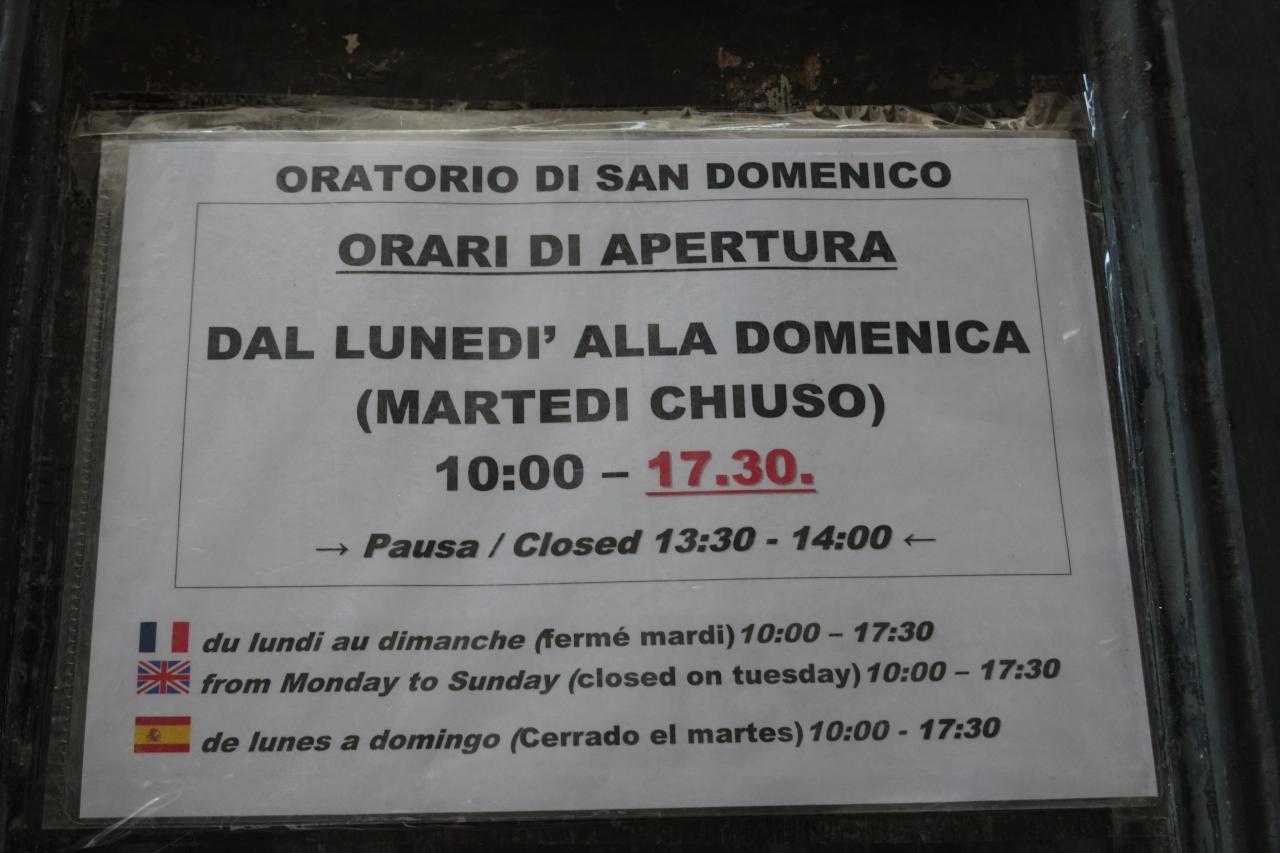 ORATORIO DI SAN DOMENICO
ORARI DI APERTURA
DAL LUNEDI’ ALLA DOMENICA
(MARTEDI CHIUSO)
10:00 – 17.30.
→ Pausa / Closed 13:30 - 14:00 ←
du lundi au dimanche (fermé mardi) 10:00 – 17:30
from Monday to Sunday (closed on tuesday) 10:00 – 17:30
de lunes a domingo (Cerrado el martes) 10:00 - 17:30